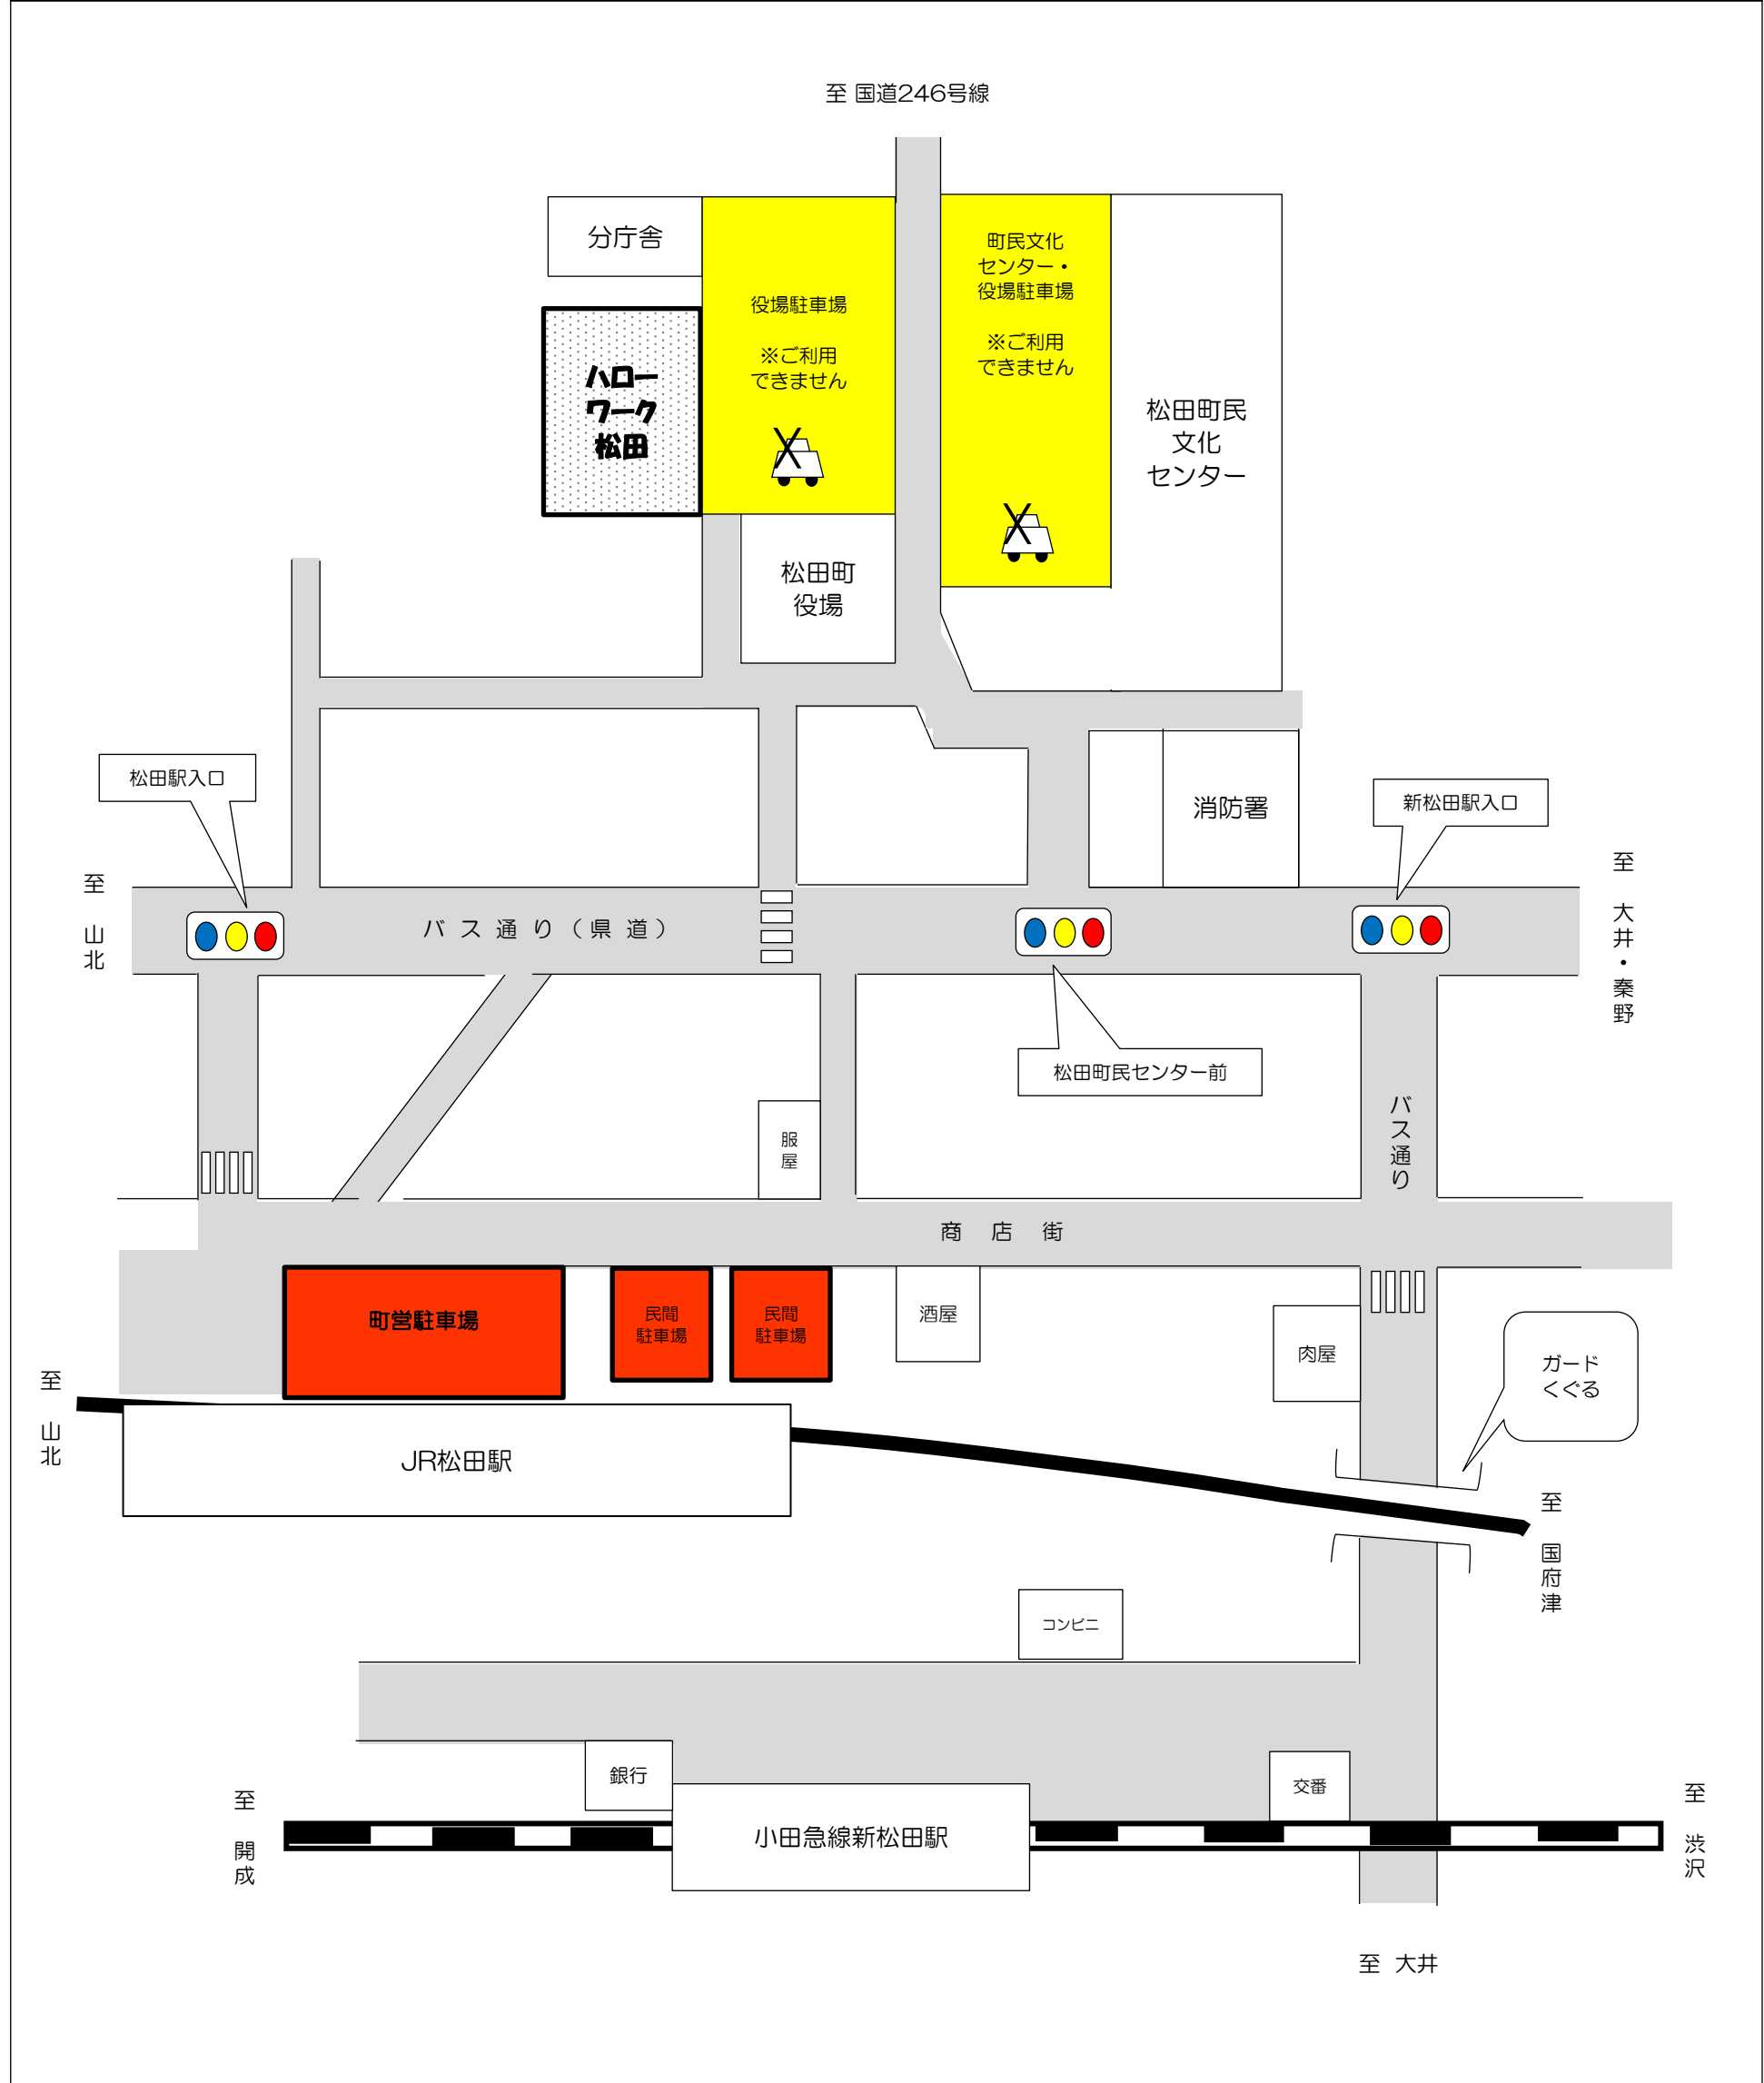 至 国道246号線
分庁舎
役場駐車場
※ご利用
できません
町民文化
センター・
役場駐車場
※ご利用
できません
ハロー
ワーク
松田
松田町民
文化
センター
松田町
役場
松田駅入口
消防署
新松田駅入口
至 山北
バス通り(県道)
至 大井・秦野
松田町民センター前
服屋
バス通り
商店街
町営駐車場
民間
駐車場
民間
駐車場
酒屋
肉屋
ガード
くぐる
至 山北
JR松田駅
至 国府津
コンビニ
銀行
交番
至 開成
小田急線新松田駅
至 渋沢
至 大井